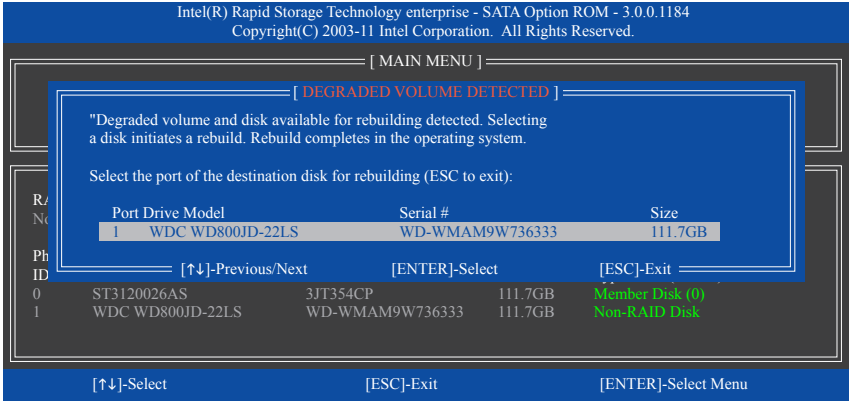 Intel(R) Rapid Storage Technology enterprise - SATA Option ROM - 3.0.0.1184
Copyright(C) 2003-11 Intel Corporation. All Rights Reserved.
[ MAIN MENU ]
[ DEGRADED VOLUME DETECTED ]
"Degraded volume and disk available for rebuilding detected. Selecting
a disk initiates a rebuild. Rebuild completes in the operating system.
Select the port of the destination disk for rebuilding (ESC to exit):
Port Drive Model Serial # Size
1 WDC WD800JD-22LS WD-WMAM9W736333 111.7GB
[↑↓]-Previous/Next [ENTER]-Select [ESC]-Exit
ID
0 ST3120026AS 3JT354CP 111.7GB Member Disk (0)
1 WDC WD800JD-22LS WD-WMAM9W736333 111.7GB Non-RAID Disk
[↑↓]-Select [ESC]-Exit [ENTER]-Select Menu